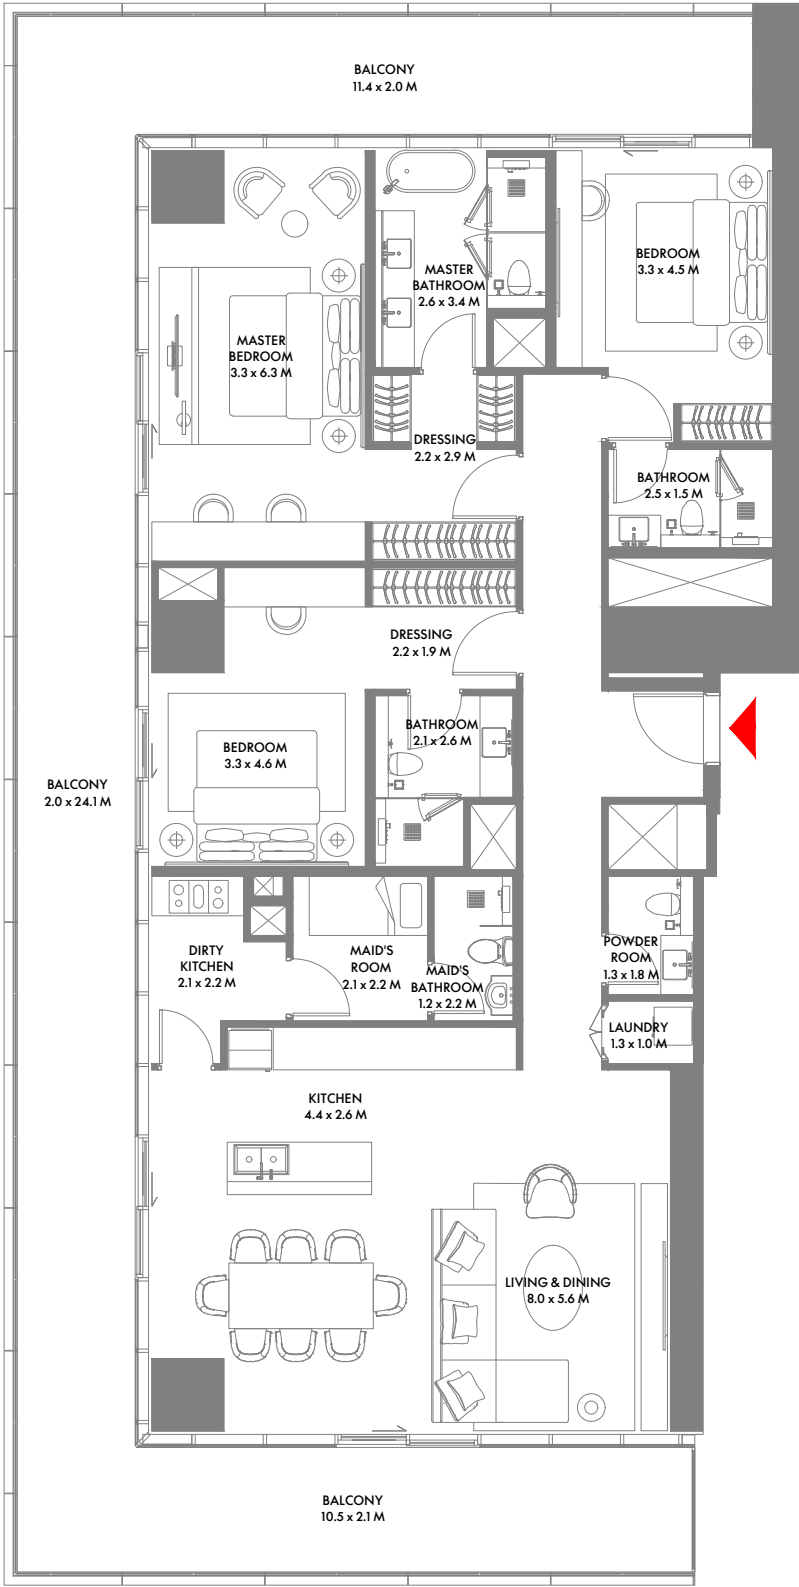 BALCONY
11.4 x 2.0 M
BEDROOM
3.3 x 4.5 M
MASTER
BATHROOM
2.6 x 3.4 M
MASTER
BEDROOM
3.3 x 6.3 M
DRESSING
2.2 x 2.9 M
BATHROOM
2.5 x 1.5 M
DRESSING
2.2 x 1.9 M
BATHROOM
2.1 x 2.6 M
BEDROOM
3.3 x 4.6 M
BALCONY
2.0 x 24.1 M
DIRTY
KITCHEN
2.1 x 2.2 M
MAID'S
ROOM
2.1 x 2.2 M
MAID'S
BATHROOM
1.2 x 2.2 M
POWDER
ROOM
1.3 x 1.8 M
LAUNDRY
1.3 x 1.0 M
KITCHEN
4.4 x 2.6 M
LIVING & DINING
8.0 x 5.6 M
BALCONY
10.5 x 2.1 M